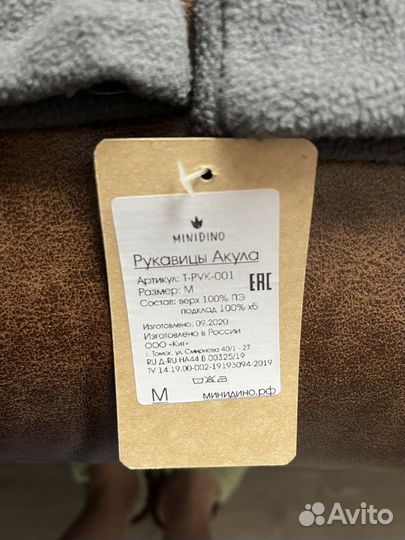 MINIDINO
Рукавицы Акула
Артикул: T-PVK-001
Размер: М
EAC
Состав: верх 100% ПЭ
подклад 100% хб
Изготовлено: 09.2020
Изготовлено в России
ООО «Кит»
г. Томск, ул. Смирнова 40/1 - 27
RU Д-RU.НА44.В.00325/19
TV 14.19.00-002-19193094-2019
M
минидино.рф
Avito